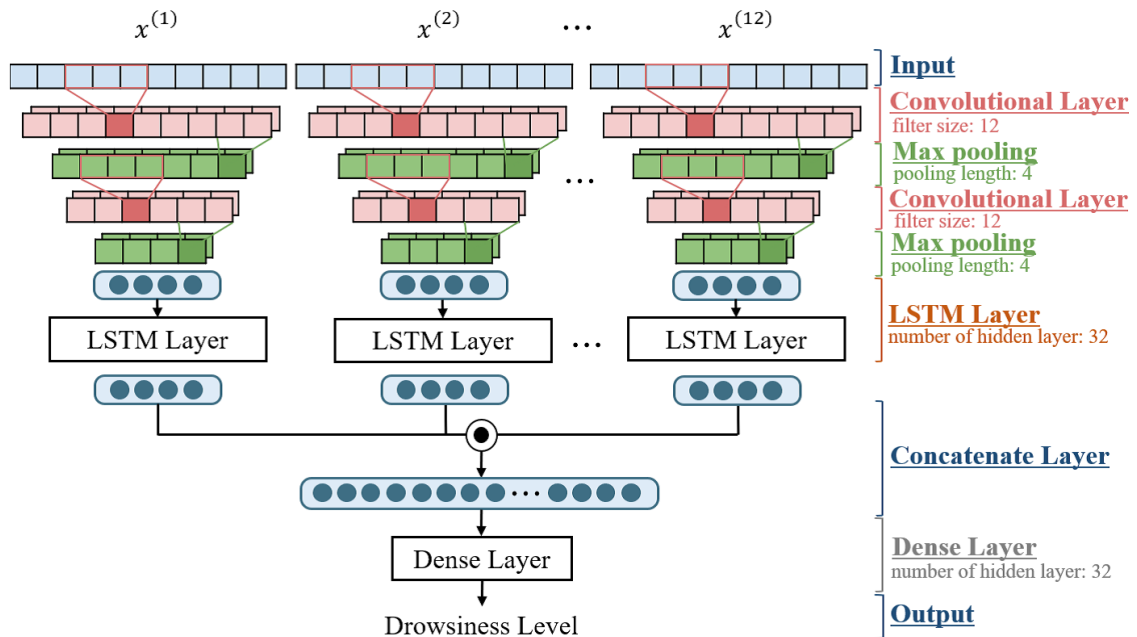 x^(1) x^(2) ... x^(12)
Input
Convolutional Layer
filter size: 12
Max pooling
pooling length: 4
...
Convolutional Layer
filter size: 12
Max pooling
pooling length: 4
LSTM Layer LSTM Layer ... LSTM Layer
LSTM Layer
number of hidden layer: 32
Concatenate Layer
...
Dense Layer
Dense Layer
number of hidden layer: 32
Drowsiness Level
Output